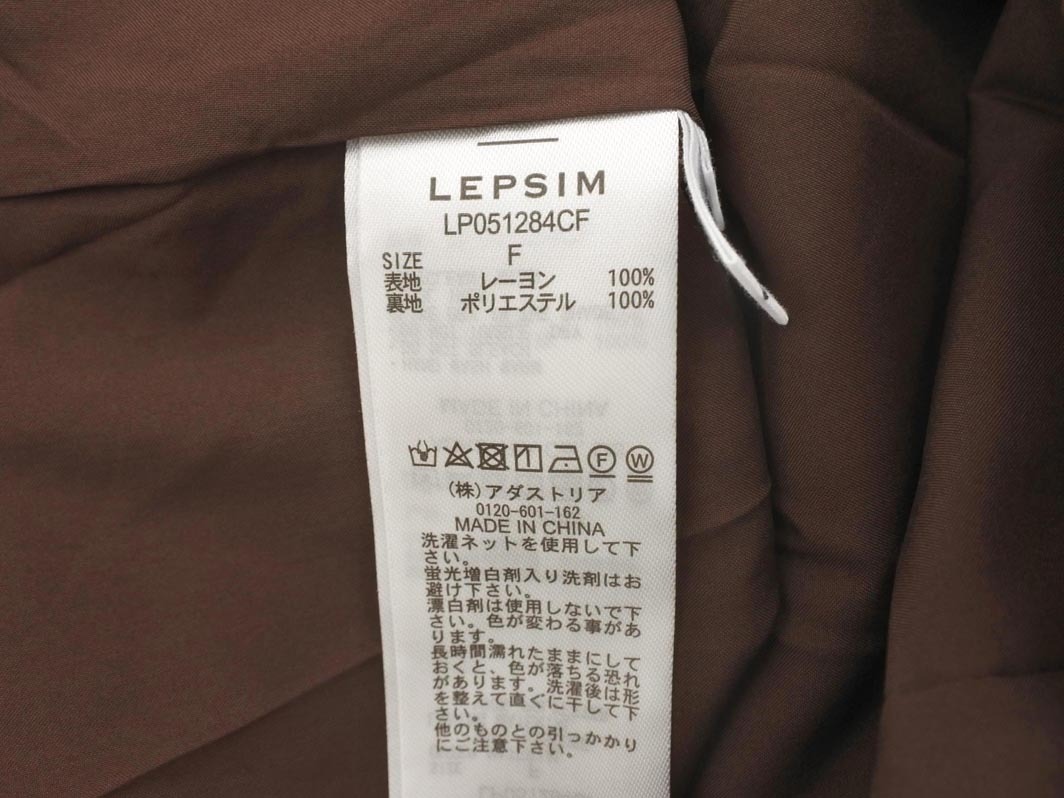 LEPSIM
LP051284CF
SIZE F
表地 レーヨン 100%
裏地 ポリエステル 100%
F W
(株)アダストリア
0120-601-162
MADE IN CHINA
洗濯ネットを使用して下
さい。
蛍光増白剤入り洗剤はお
避け下さい。
漂白剤は使用しないで下
さい。色が変わる事があ
ります。
長時間濡れたままにして
おくと、色が落ちる恐れ
があります。洗濯後は形
を整えて直ぐに干して下
さい。
他のものとの引っかかり
にご注意下さい。